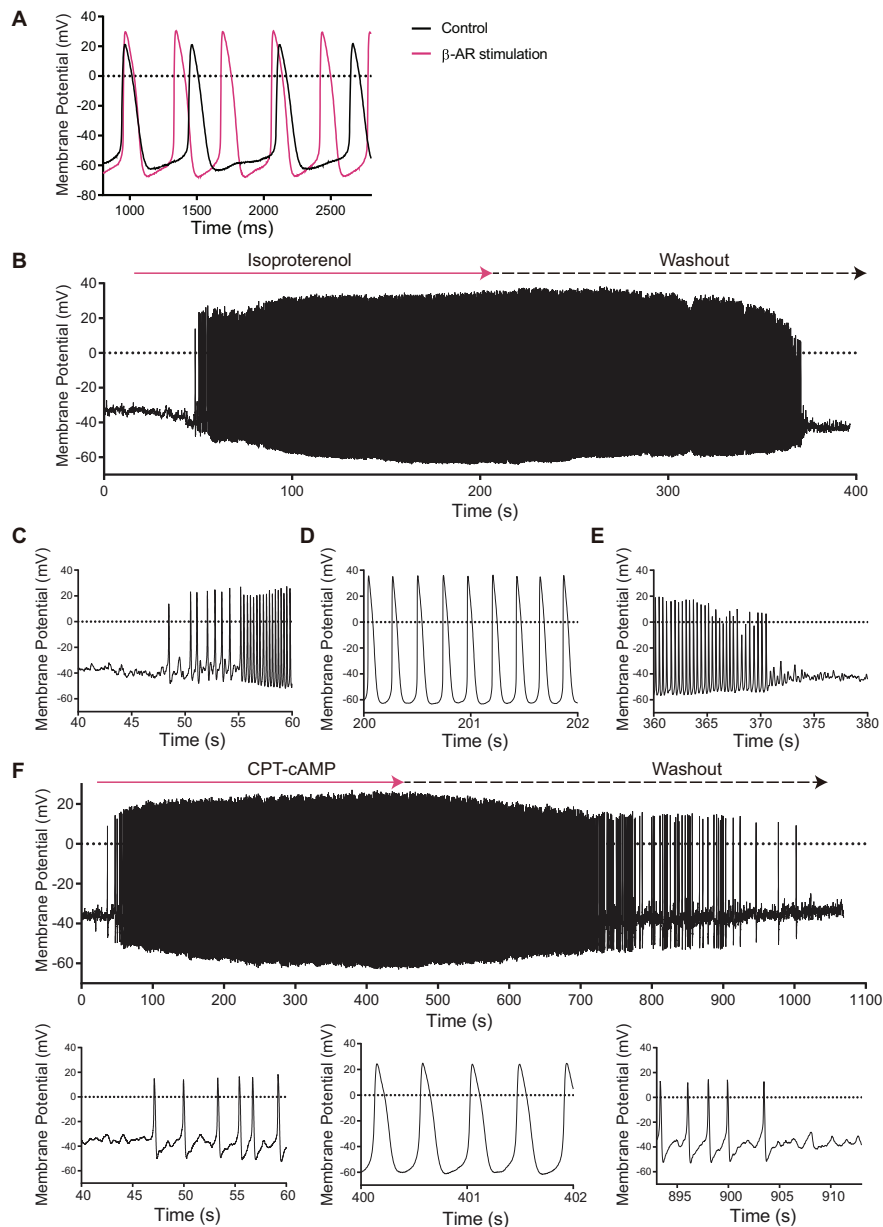 A
Membrane Potential (mV)
40
20
0
-20
-40
-60
-80
1000 1500 2000 2500
Time (ms)
Control
β-AR stimulation
B
Isoproterenol
Washout
Membrane Potential (mV)
40
20
0
-20
-40
-60
0 100 200 300 400
Time (s)
C
Membrane Potential (mV)
40
20
0
-20
-40
-60
40 45 50 55 60
Time (s)
D
Membrane Potential (mV)
40
20
0
-20
-40
-60
200 201 202
Time (s)
E
Membrane Potential (mV)
40
20
0
-20
-40
-60
360 365 370 375 380
Time (s)
F
CPT-cAMP
Washout
Membrane Potential (mV)
20
0
-20
-40
-60
0 100 200 300 400 500 600 700 800 900 1000 1100
Time (s)
Membrane Potential (mV)
40
20
0
-20
-40
-60
40 45 50 55 60
Time (s)
Membrane Potential (mV)
40
20
0
-20
-40
-60
400 401 402
Time (s)
Membrane Potential (mV)
40
20
0
-20
-40
-60
895 900 905 910
Time (s)